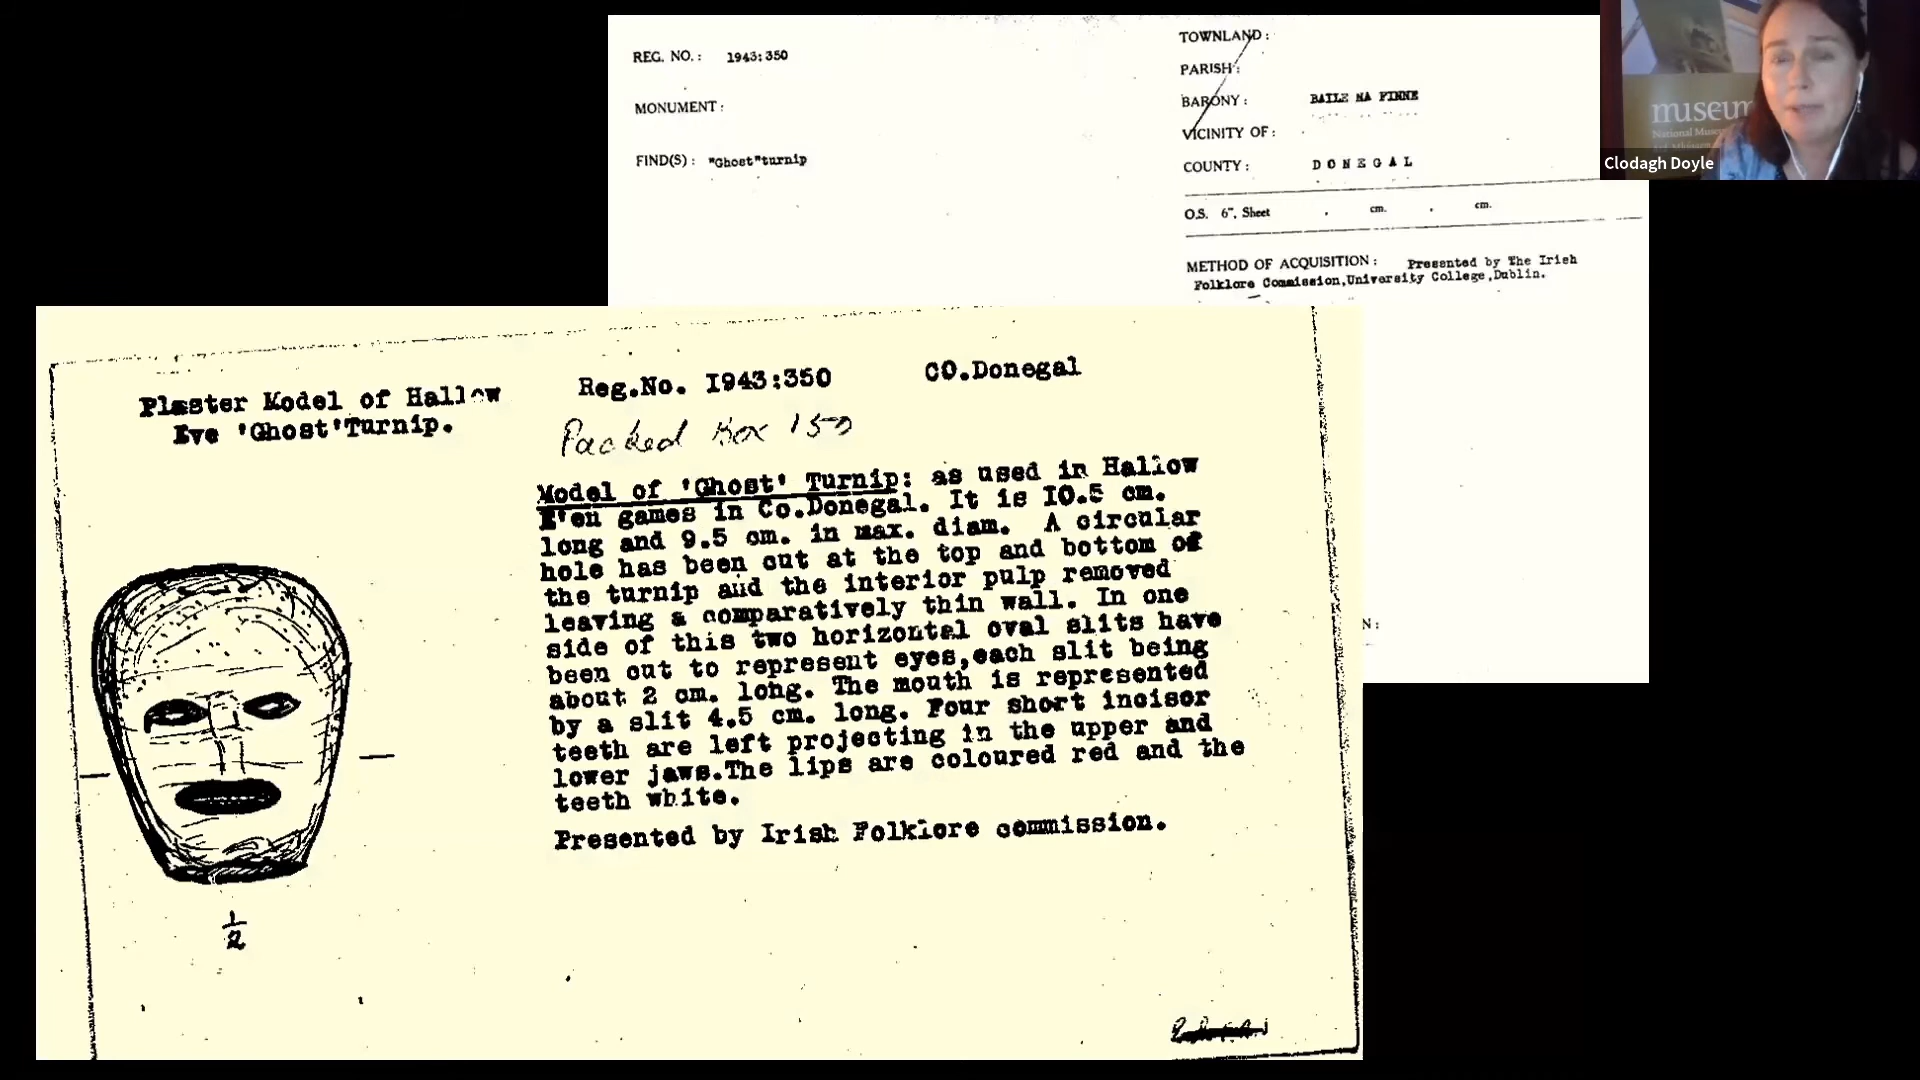 REG. NO.: 1943:350
MONUMENT:
FIND(S): "Ghost"turnip
TOWNLAND:
PARISH:
BARONY: BAILE NA FINNE
VICINITY OF:
COUNTY: DONEGAL
O.S. 6", Sheet . cm. . cm.
METHOD OF ACQUISITION: Presented by The Irish
Folklore Commission,University College,Dublin.
N:
museum
Clodagh Doyle
Plaster Model of Hallow
Eve 'Ghost'Turnip.
Reg.No. I943:350
CO.Donegal
Packed Box 150
Model of 'Ghost' Turnip: as used in Hallow
E'en games in Co.Donegal. It is IO.5 cm.
long and 9.5 cm. in max. diam. A circular
hole has been cut at the top and bottom of
the turnip and the interior pulp removed
leaving a comparatively thin wall. In one
side of this two horizontal oval slits have
been cut to represent eyes,each slit being
about 2 cm. long. The mouth is represented
by a slit 4.5 cm. long. Four short incisor
teeth are left projecting in the upper and
lower jaws.The lips are coloured red and the
teeth white.
Presented by Irish Folklore commission.
1/2